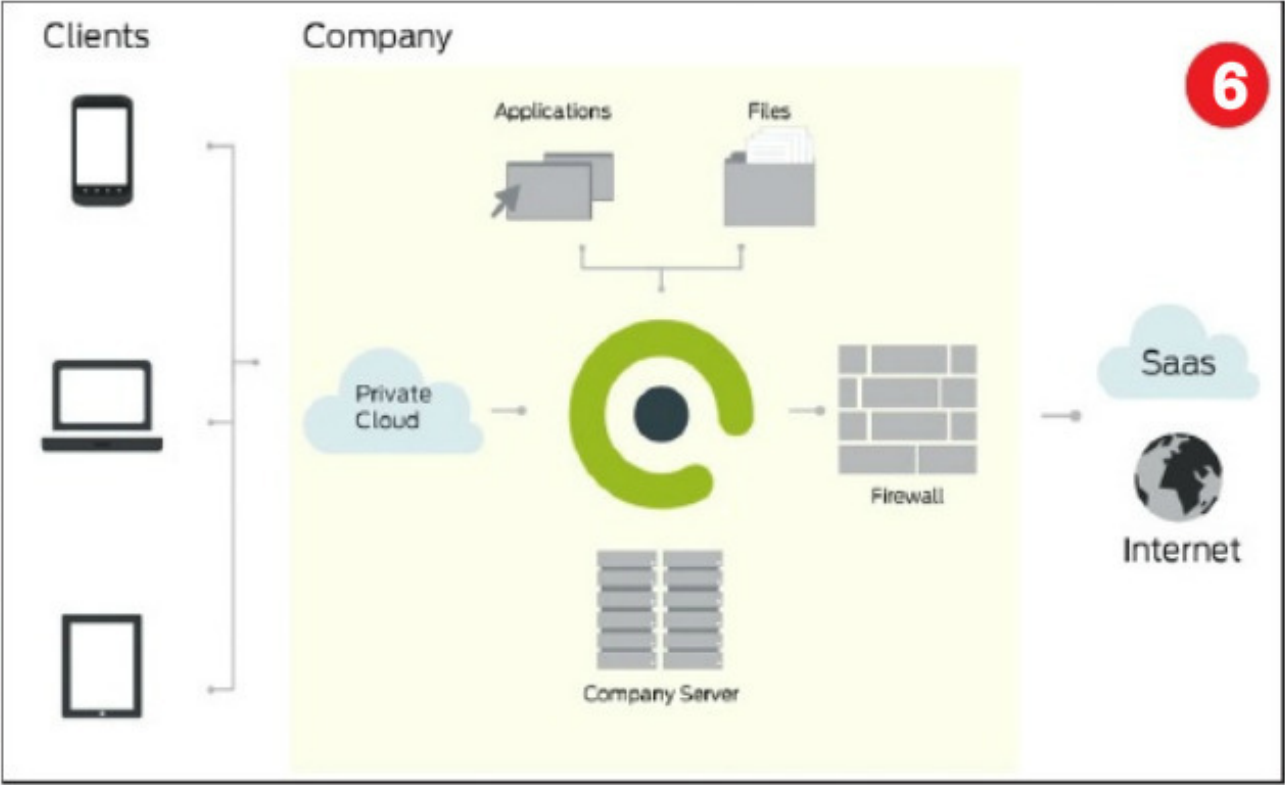 Clients
Company
6
Applications
Files
Private
Cloud
Saas
Firewall
Internet
Company Server